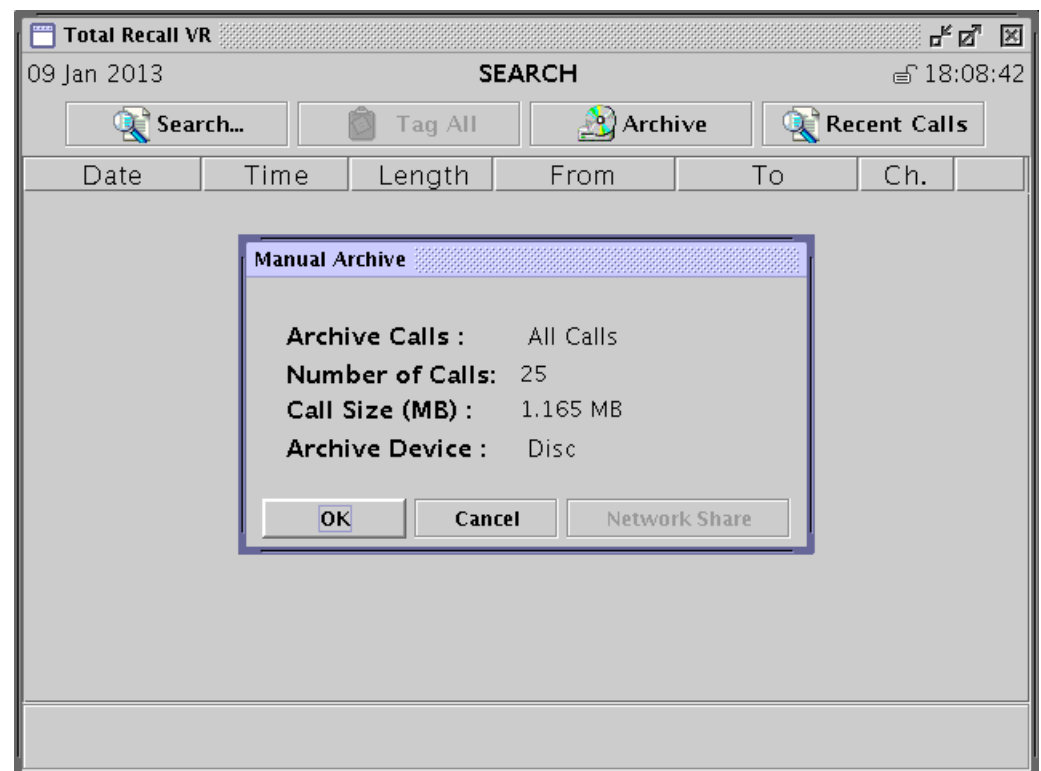 Total Recall VR
09 Jan 2013 SEARCH 18:08:42
Search... Tag All Archive Recent Calls
Date Time Length From To Ch.
Manual Archive
Archive Calls : All Calls
Number of Calls: 25
Call Size (MB) : 1.165 MB
Archive Device : Disc
OK Cancel Network Share